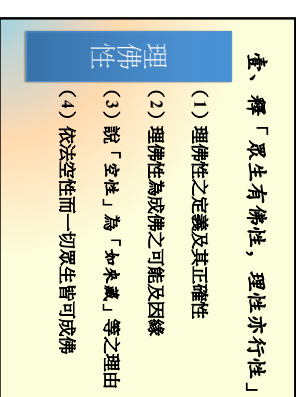 壹、釋「眾生有佛性，理性亦行性」
理佛性
（1）理佛性之定義及其正確性
（2）理佛性為成佛之可能及因緣
（3）說「空性」為「如來藏」等之理由
（4）依法空性而一切眾生皆可成佛